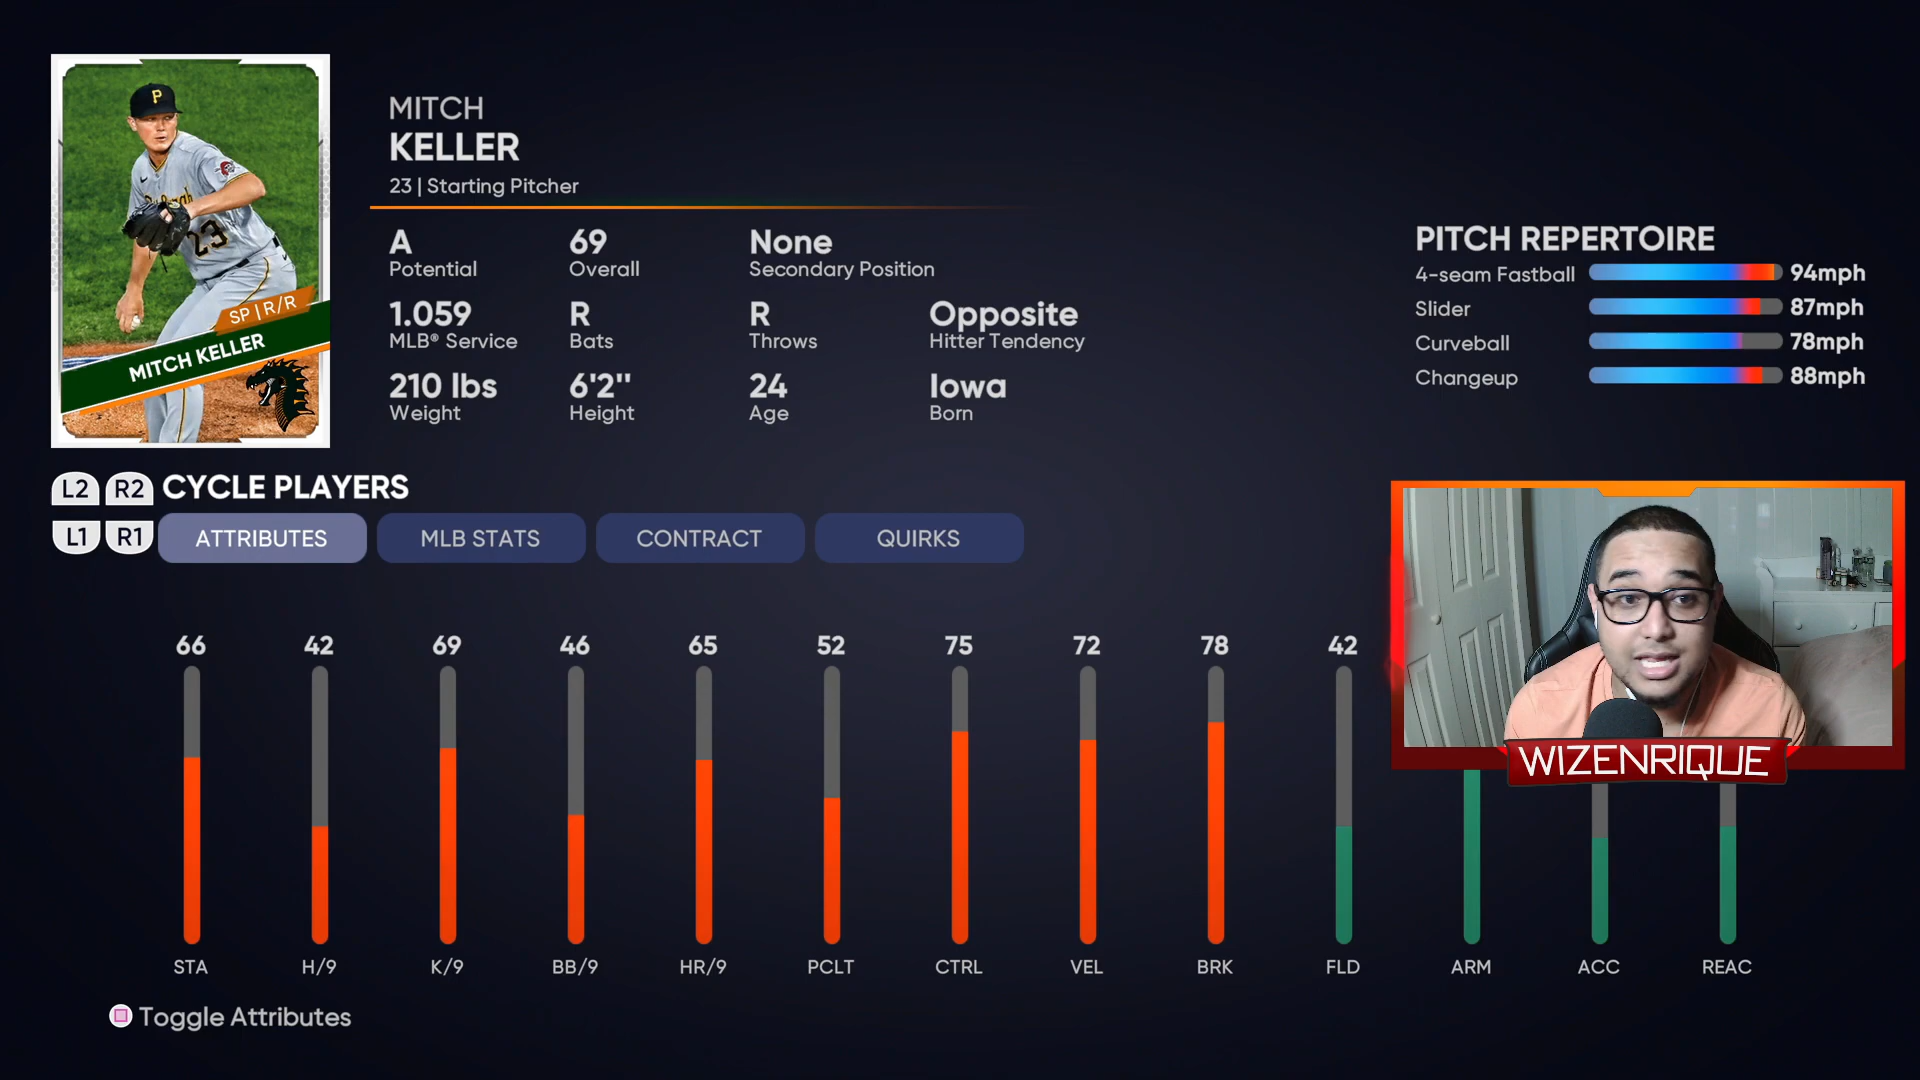 P
23
SP | R/R
MITCH KELLER
MITCH
KELLER
23 | Starting Pitcher
A
Potential
69
Overall
None
Secondary Position
1.059
MLB® Service
R
Bats
R
Throws
Opposite
Hitter Tendency
210 lbs
Weight
6'2"
Height
24
Age
Iowa
Born
PITCH REPERTOIRE
4-seam Fastball 94mph
Slider 87mph
Curveball 78mph
Changeup 88mph
L2 R2 CYCLE PLAYERS
L1 R1 ATTRIBUTES MLB STATS CONTRACT QUIRKS
66 42 69 46 65 52 75 72 78 42
WIZENRIQUE
STA H/9 K/9 BB/9 HR/9 PCLT CTRL VEL BRK FLD ARM ACC REAC
Toggle Attributes